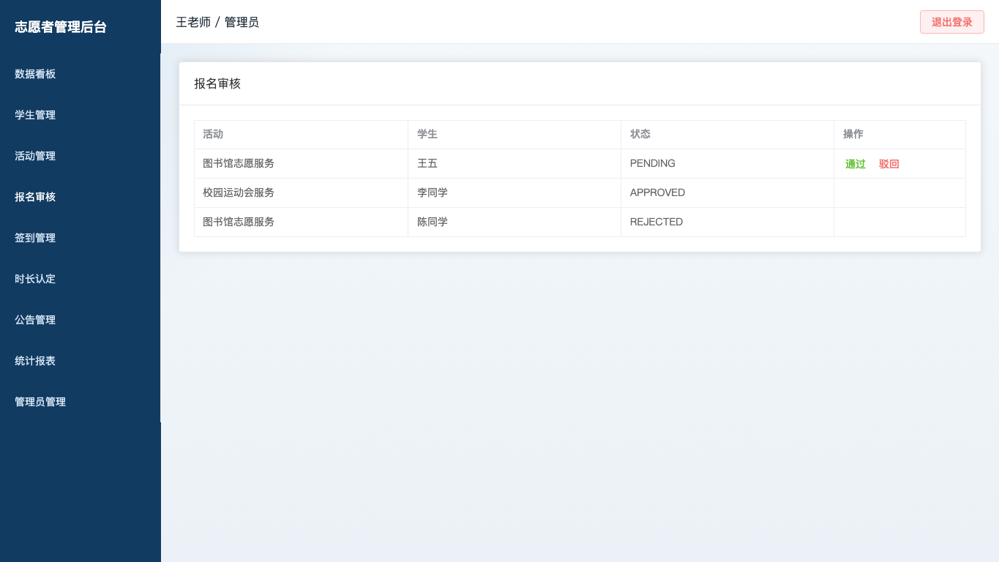 志愿者管理后台
数据看板
学生管理
活动管理
报名审核
签到管理
时长认定
公告管理
统计报表
管理员管理
王老师 / 管理员
退出登录
报名审核
活动 学生 状态 操作
图书馆志愿服务 王五 PENDING 通过 驳回
校园运动会服务 李同学 APPROVED
图书馆志愿服务 陈同学 REJECTED